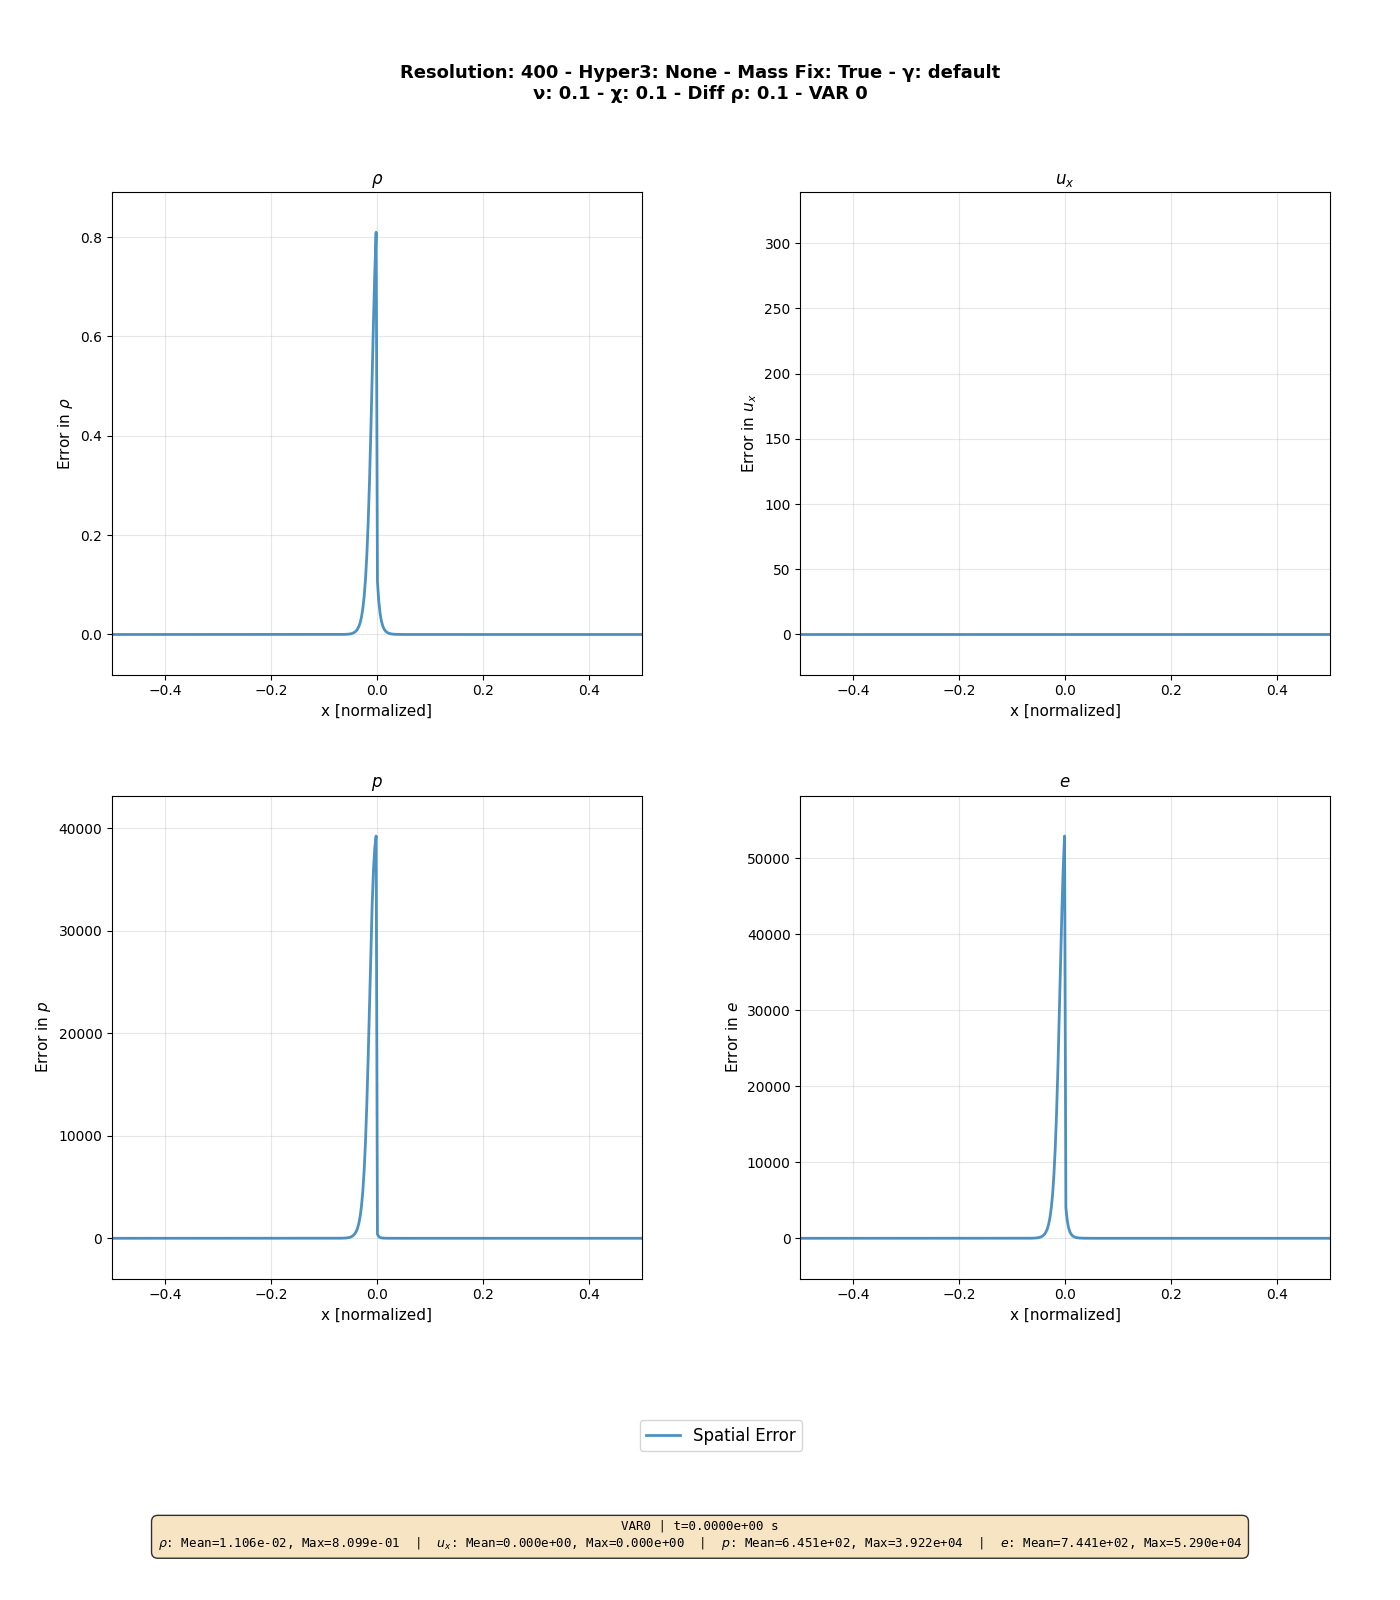 Resolution: 400 - Hyper3: None - Mass Fix: True - γ: default
ν: 0.1 - χ: 0.1 - Diff ρ: 0.1 - VAR 0
ρ
0.8
0.6
0.4
0.2
0.0
Error in ρ
−0.4 −0.2 0.0 0.2 0.4
x [normalized]
u_x
300
250
200
150
100
50
0
Error in u_x
−0.4 −0.2 0.0 0.2 0.4
x [normalized]
p
40000
30000
20000
10000
0
Error in p
−0.4 −0.2 0.0 0.2 0.4
x [normalized]
e
50000
40000
30000
20000
10000
0
Error in e
−0.4 −0.2 0.0 0.2 0.4
x [normalized]
Spatial Error
VAR0 | t=0.0000e+00 s
ρ: Mean=1.106e-02, Max=8.099e-01 | u_x: Mean=0.000e+00, Max=0.000e+00 | p: Mean=6.451e+02, Max=3.922e+04 | e: Mean=7.441e+02, Max=5.290e+04